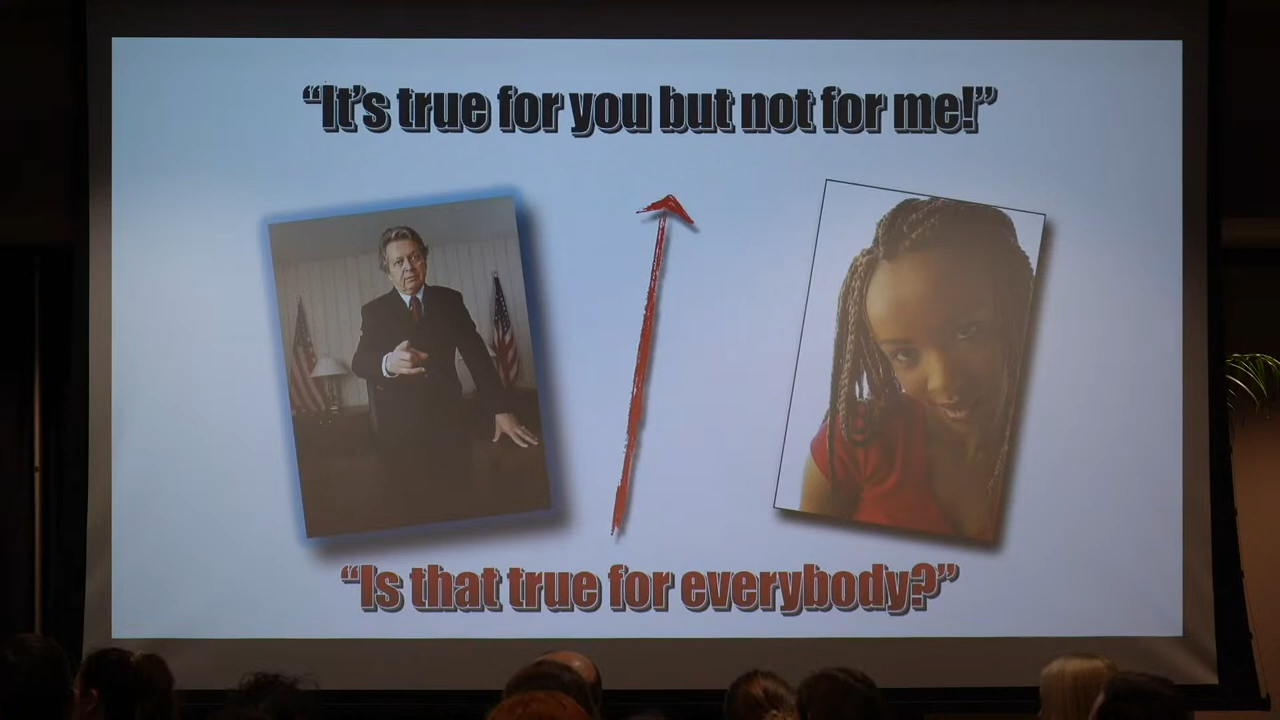 “It’s true for you but not for me!”
“Is that true for everybody?”